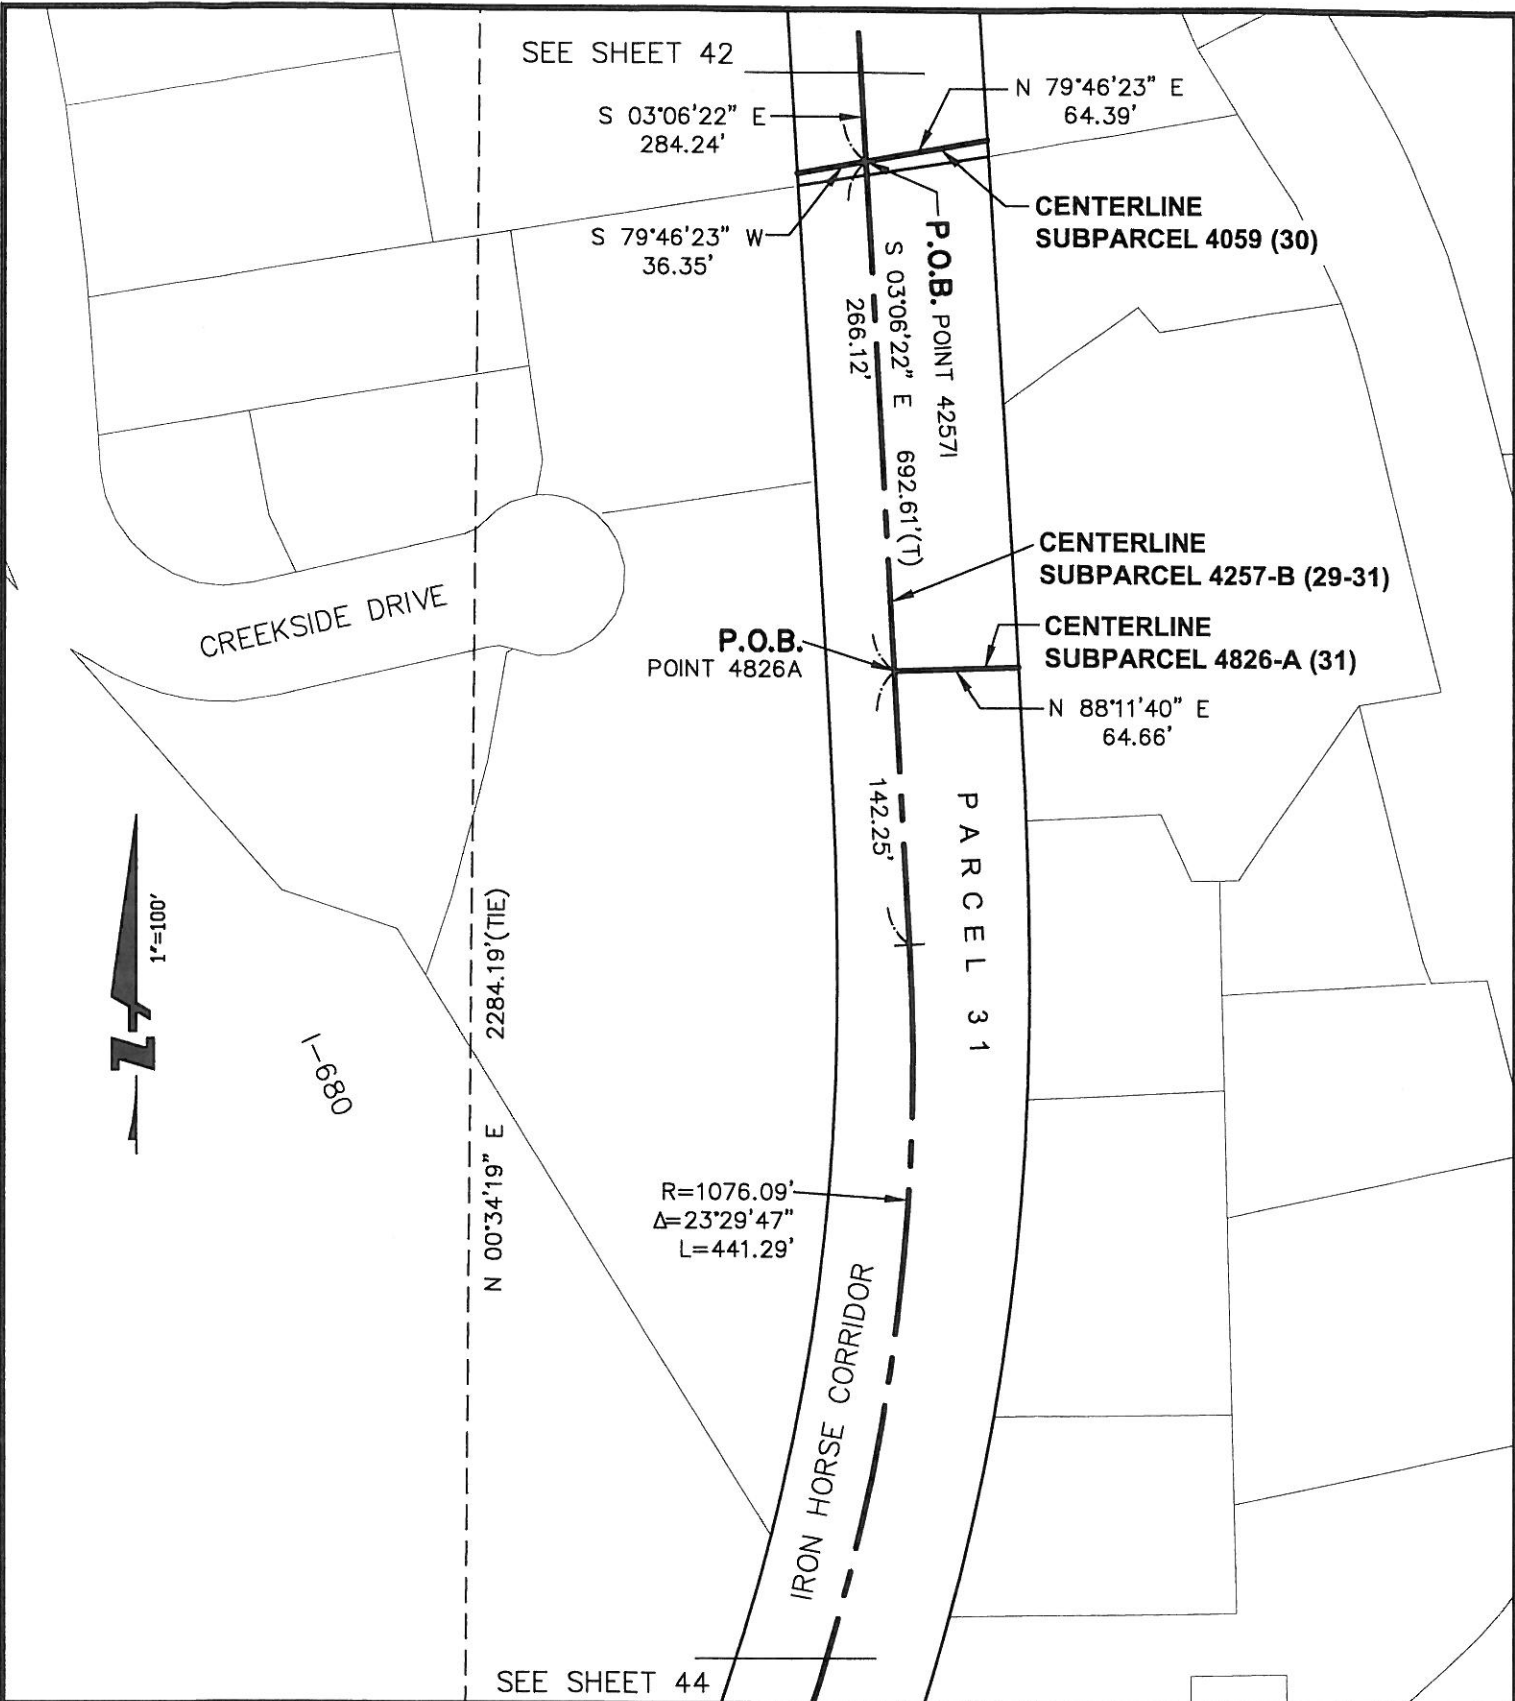 SEE SHEET 42
N 79°46'23" E
64.39'
S 03°06'22" E
284.24'
CENTERLINE
SUBPARCEL 4059 (30)
S 79°46'23" W
36.35'
P.O.B. POINT 4257I
S 03°06'22" E 692.61'(T)
266.12'
CENTERLINE
SUBPARCEL 4257-B (29-31)
CREEKSIDE DRIVE
CENTERLINE
SUBPARCEL 4826-A (31)
P.O.B.
POINT 4826A
N 88°11'40" E
64.66'
142.25'
PARCEL 31
1"=100'
N
I-680
N 00°34'19" E 2284.19'(TIE)
R=1076.09'
Δ=23°29'47"
L=441.29'
IRON HORSE CORRIDOR
SEE SHEET 44